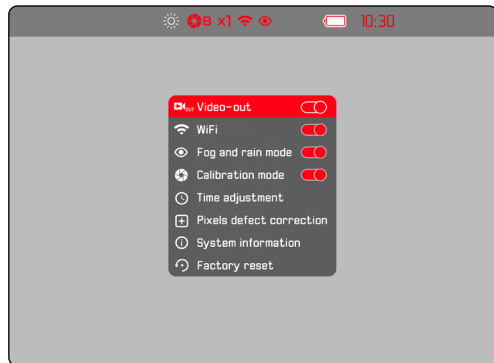 B x1 10:30
OUT Video-out
WiFi
Fog and rain mode
Calibration mode
Time adjustment
Pixels defect correction
System information
Factory reset